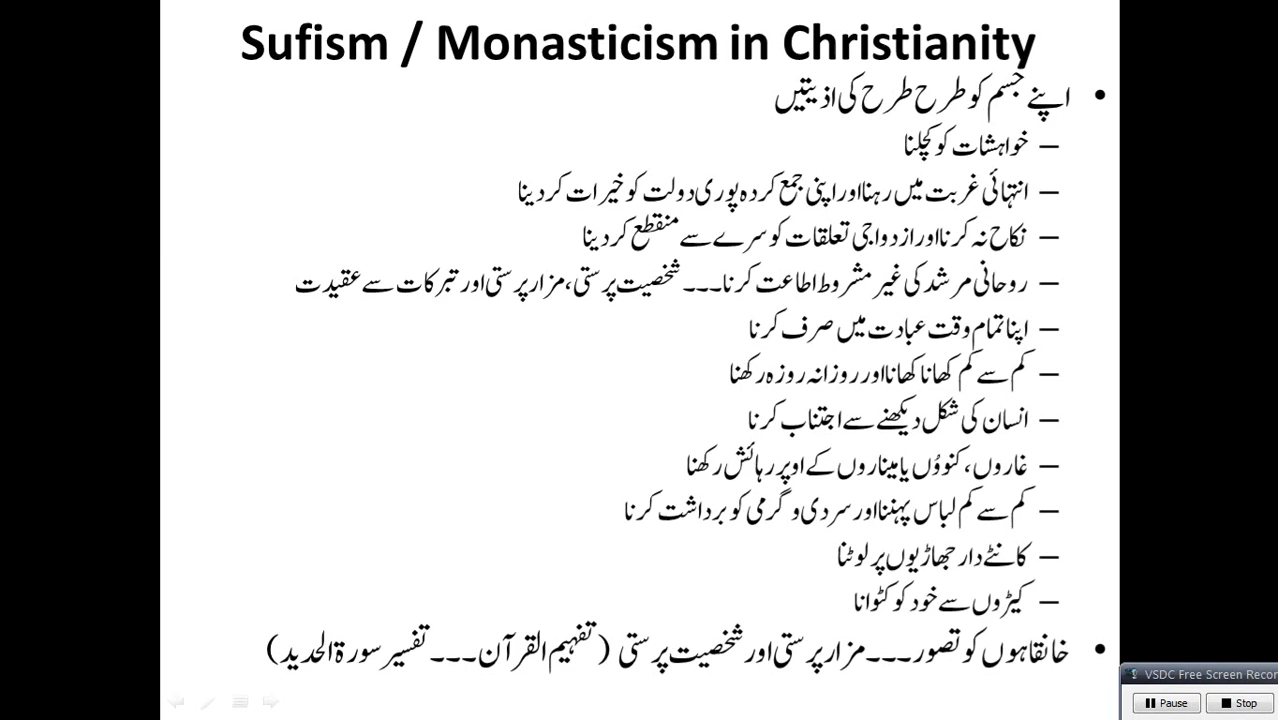 Sufism / Monasticism in Christianity
• اپنے جسم کو طرح طرح کی اذیتیں
– خواہشات کو کچلنا
– انتہائی غربت میں رہنا اور اپنی جمع کردہ پوری دولت کو خیرات کر دینا
– نکاح نہ کرنا اور ازدواجی تعلقات کو سرے سے منقطع کر دینا
– روحانی مرشد کی غیر مشروط اطاعت کرنا۔۔۔ شخصیت پرستی، مزار پرستی اور تبرکات سے عقیدت
– اپنا تمام وقت عبادت میں صرف کرنا
– کم سے کم کھانا کھانا اور روزانہ روزہ رکھنا
– انسان کی شکل دیکھنے سے اجتناب کرنا
– غاروں، کنوؤں یا میناروں کے اوپر رہائش رکھنا
– کم سے کم لباس پہننا اور سردی و گرمی کو برداشت کرنا
– کانٹے دار جھاڑیوں پر لوٹنا
– کیڑوں سے خود کو کٹوانا
• خانقاہوں کو تصور۔۔۔ مزار پرستی اور شخصیت پرستی (تفہیم القرآن۔۔۔ تفسیر سورۃ الحدید)
VSDC Free Screen Recor
Pause Stop